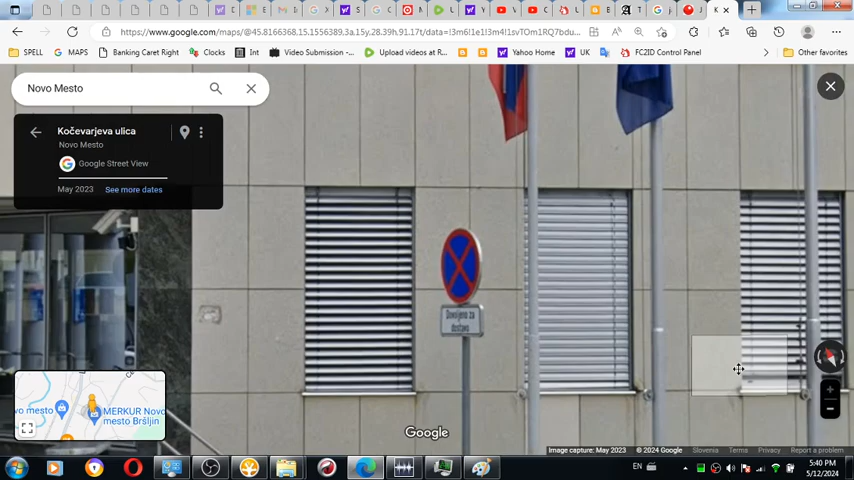 SPELL
MAPS
Banking Caret Right
Clocks
Int
Video Submission -...
Upload videos at R...
Yahoo Home
UK
FC2ID Control Panel
Other favorites
Novo Mesto
Kočevarjeva ulica
Novo Mesto
Google Street View
May 2023
See more dates
Dovoljeno za
dostavo
vo mesto
MERKUR Novo
mesto Bršljin
Google
Image capture: May 2023
© 2024 Google
Slovenia
Terms
Privacy
Report a problem
EN
5:40 PM
5/12/2024